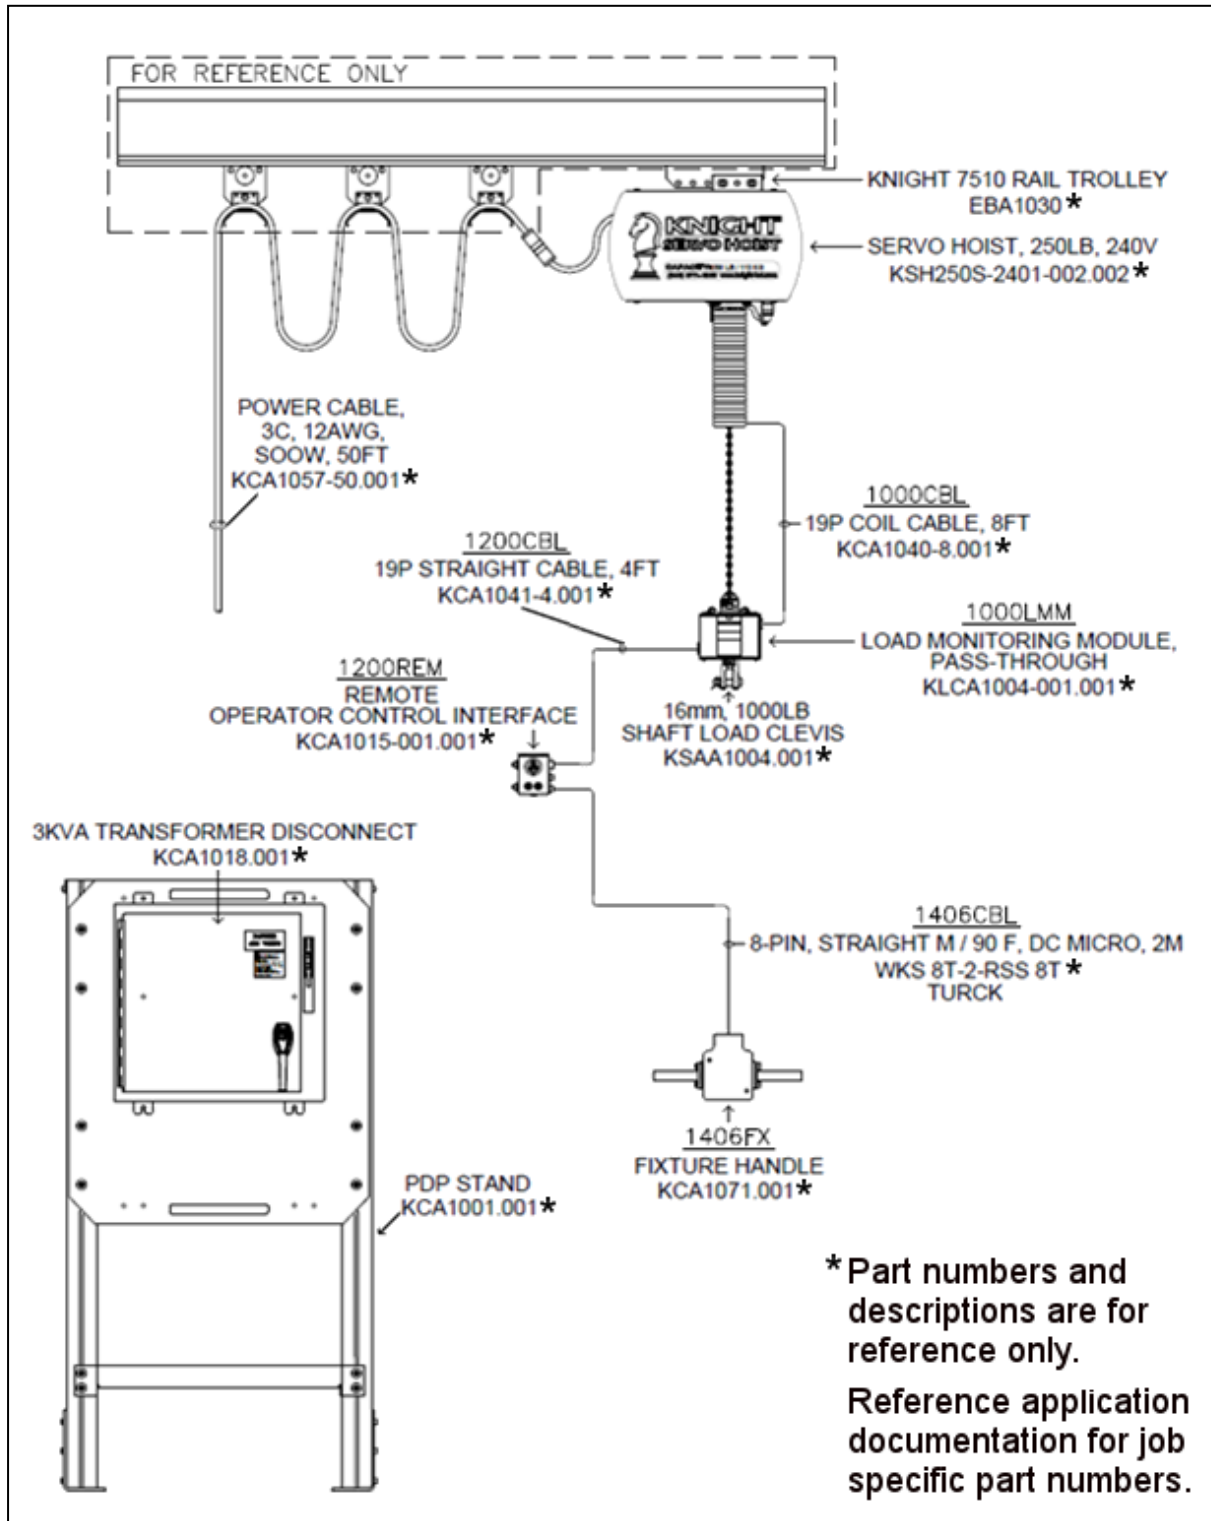 FOR REFERENCE ONLY
KNIGHT 7510 RAIL TROLLEY
EBA1030*
KNIGHT
SERVO HOIST
SERVO HOIST, 250LB, 240V
KSH250S-2401-002.002*
POWER CABLE,
3C, 12AWG,
SOOW, 50FT
KCA1057-50.001*
1000CBL
19P COIL CABLE, 8FT
KCA1040-8.001*
1200CBL
19P STRAIGHT CABLE, 4FT
KCA1041-4.001*
1000LMM
LOAD MONITORING MODULE,
PASS-THROUGH
KLCA1004-001.001*
1200REM
REMOTE
OPERATOR CONTROL INTERFACE
KCA1015-001.001*
16mm, 1000LB
SHAFT LOAD CLEVIS
KSAA1004.001*
3KVA TRANSFORMER DISCONNECT
KCA1018.001*
1406CBL
8-PIN, STRAIGHT M / 90 F, DC MICRO, 2M
WKS 8T-2-RSS 8T*
TURCK
1406FX
FIXTURE HANDLE
KCA1071.001*
PDP STAND
KCA1001.001*
* Part numbers and
descriptions are for
reference only.
Reference application
documentation for job
specific part numbers.